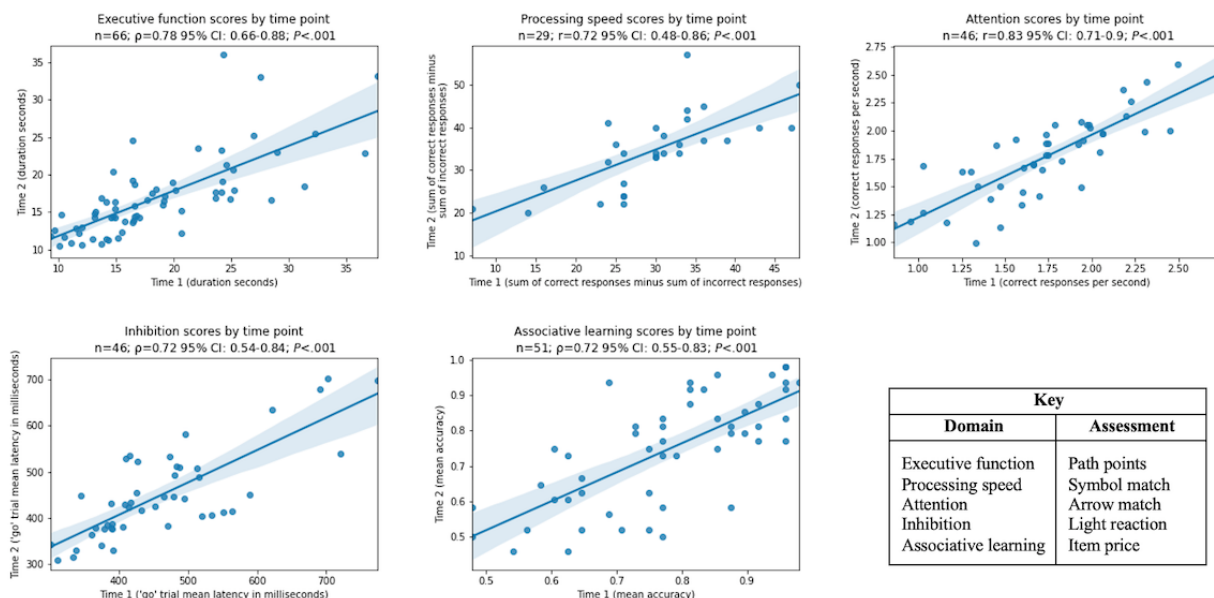 Executive function scores by time point
n=66; ρ=0.78 95% CI: 0.66-0.88; P<.001
Time 2 (duration seconds)
35
30
25
20
15
10
10 15 20 25 30 35
Time 1 (duration seconds)
Processing speed scores by time point
n=29; r=0.72 95% CI: 0.48-0.86; P<.001
Time 2 (sum of correct responses minus
sum of incorrect responses)
50
40
30
20
10
10 15 20 25 30 35 40 45
Time 1 (sum of correct responses minus sum of incorrect responses)
Attention scores by time point
n=46; r=0.83 95% CI: 0.71-0.9; P<.001
Time 2 (correct responses per second)
2.75
2.50
2.25
2.00
1.75
1.50
1.25
1.00
1.00 1.25 1.50 1.75 2.00 2.25 2.50
Time 1 (correct responses per second)
Inhibition scores by time point
n=46; ρ=0.72 95% CI: 0.54-0.84; P<.001
Time 2 ('go' trial mean latency in milliseconds)
700
600
500
400
300
400 500 600 700
Time 1 ('go' trial mean latency in milliseconds)
Associative learning scores by time point
n=51; ρ=0.72 95% CI: 0.55-0.83; P<.001
Time 2 (mean accuracy)
1.0
0.9
0.8
0.7
0.6
0.5
0.5 0.6 0.7 0.8 0.9
Time 1 (mean accuracy)
Key
Domain Assessment
Executive function Path points
Processing speed Symbol match
Attention Arrow match
Inhibition Light reaction
Associative learning Item price